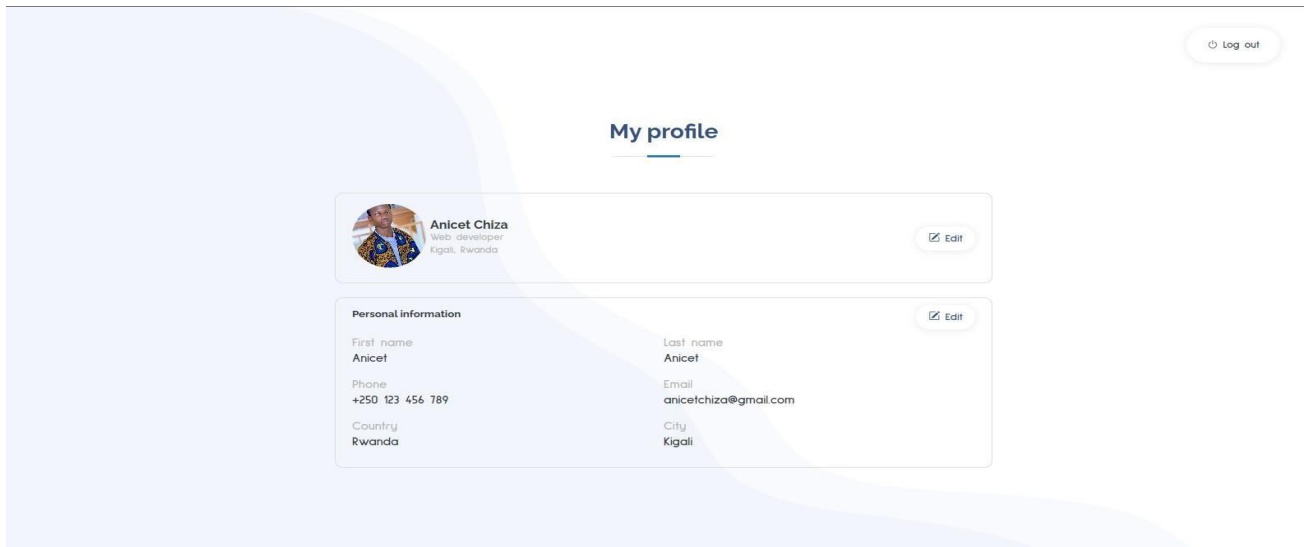 Log out
My profile
Anicet Chiza
Web developer
Kigali, Rwanda
Edit
Personal information
Edit
First name
Anicet
Last name
Anicet
Phone
+250 123 456 789
Email
anicetchiza@gmail.com
Country
Rwanda
City
Kigali